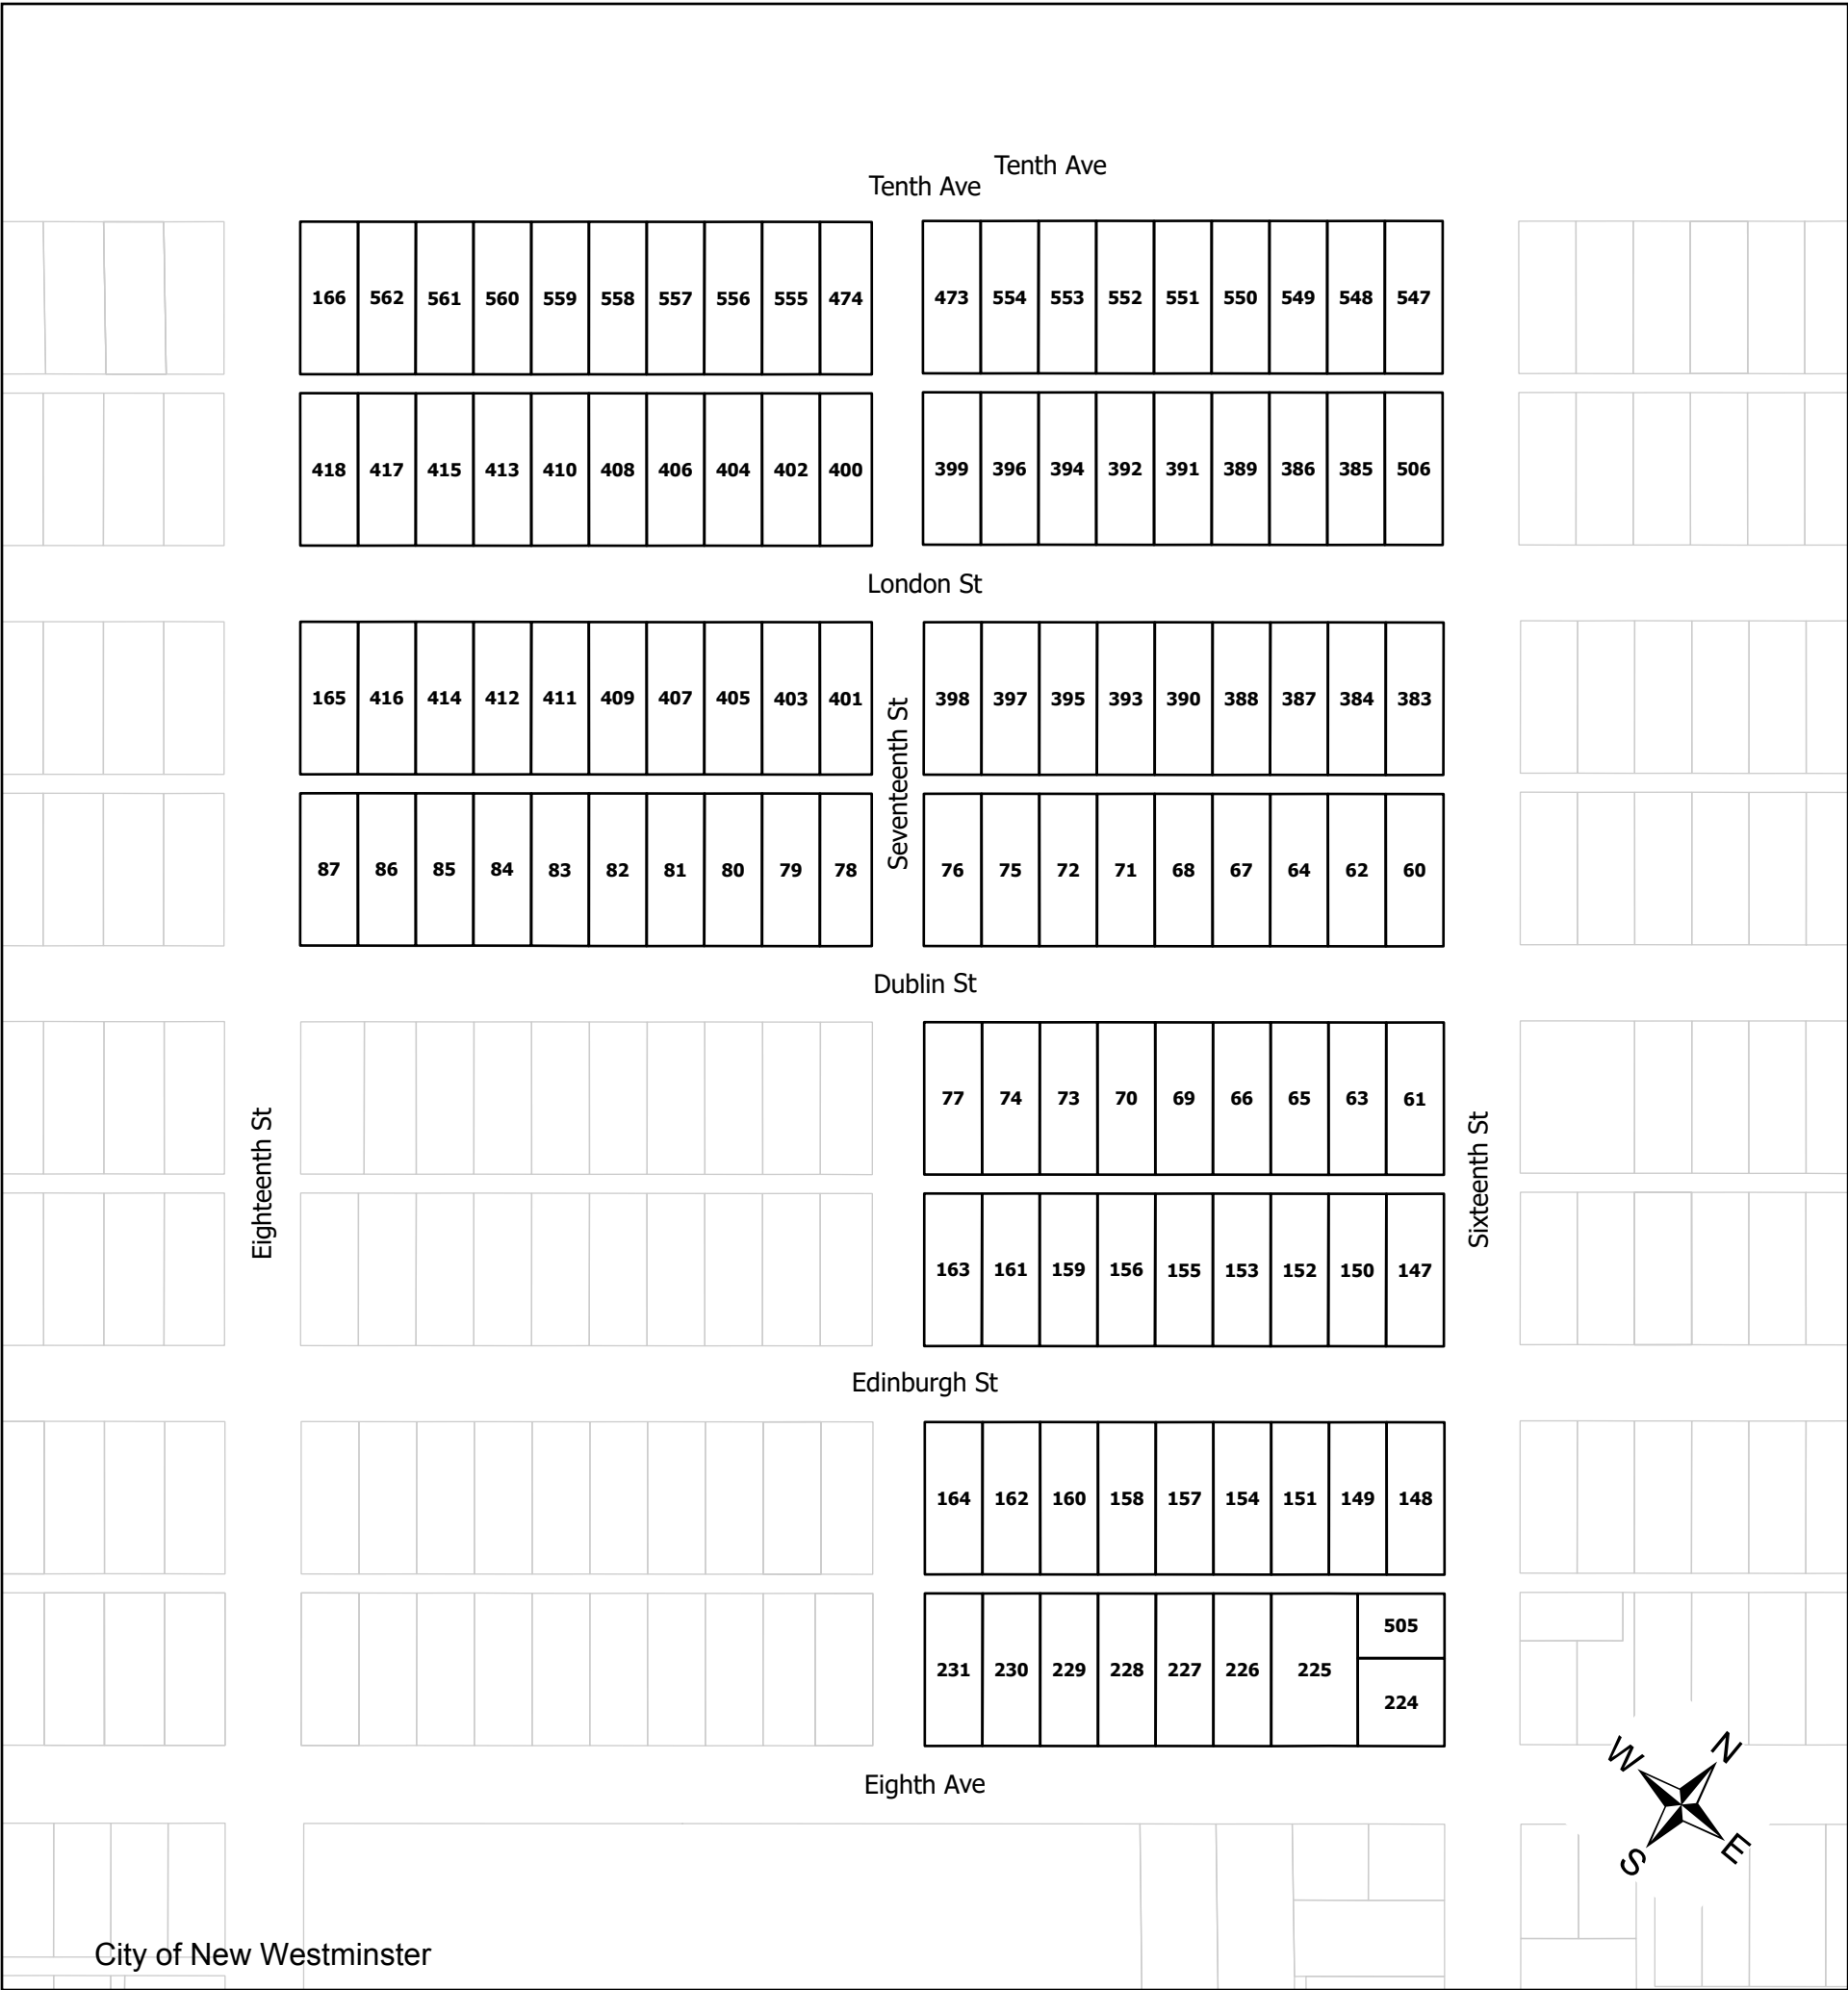 Tenth Ave
Tenth Ave
166 562 561 560 559 558 557 556 555 474
473 554 553 552 551 550 549 548 547
418 417 415 413 410 408 406 404 402 400
399 396 394 392 391 389 386 385 506
London St
165 416 414 412 411 409 407 405 403 401
398 397 395 393 390 388 387 384 383
Seventeenth St
87 86 85 84 83 82 81 80 79 78
76 75 72 71 68 67 64 62 60
Dublin St
77 74 73 70 69 66 65 63 61
Eighteenth St
Sixteenth St
163 161 159 156 155 153 152 150 147
Edinburgh St
164 162 160 158 157 154 151 149 148
505
231 230 229 228 227 226 225
224
Eighth Ave
W N
S E
City of New Westminster